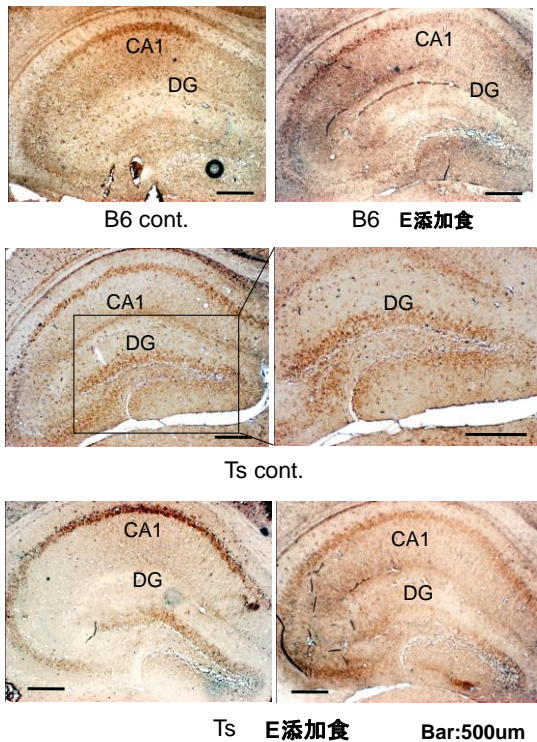 CA1
DG
CA1
DG
B6 cont.
B6 E添加食
CA1
DG
DG
Ts cont.
CA1
DG
CA1
DG
Ts E添加食 Bar:500um